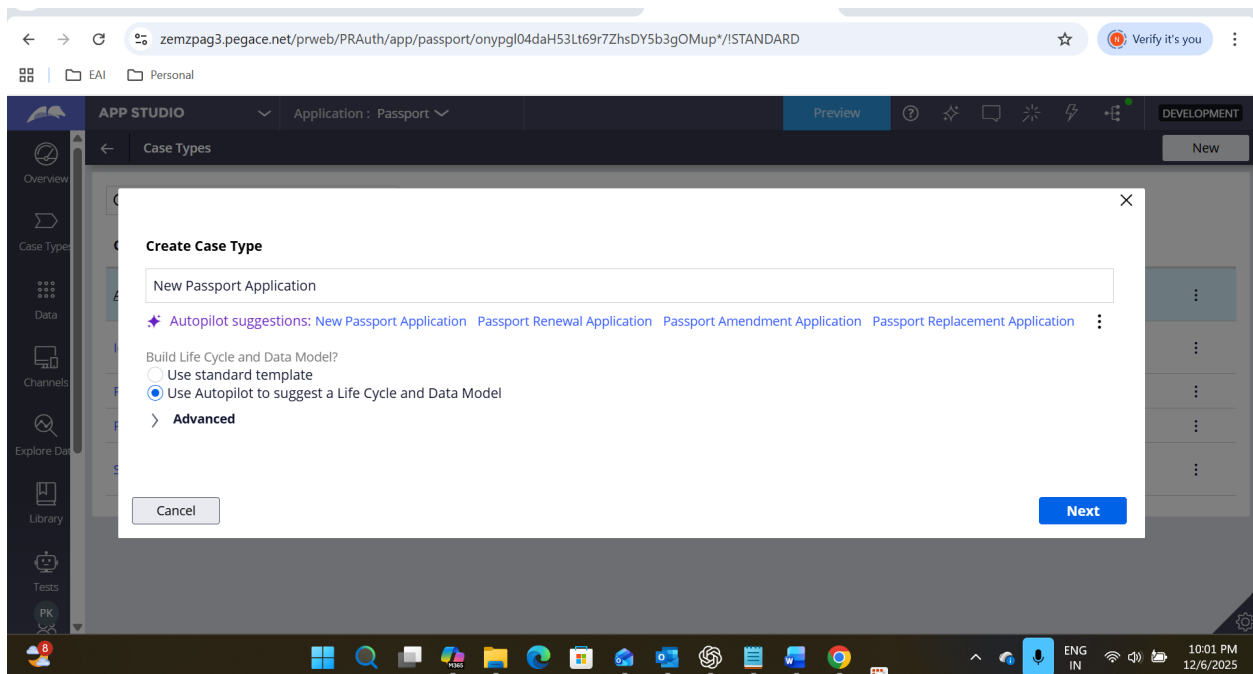 zemzpag3.pegace.net/prweb/PRAuth/app/passport/onypgl04daH53Lt69r7ZhsDY5b3gOMup*/!STANDARD
N
Verify it's you
EAI
Personal
APP STUDIO
Application : Passport
Preview
DEVELOPMENT
Case Types
New
Overview
Case Types
Data
Channels
Explore Dat
Library
Tests
PK
Create Case Type
New Passport Application
Autopilot suggestions: New Passport Application Passport Renewal Application Passport Amendment Application Passport Replacement Application
Build Life Cycle and Data Model?
Use standard template
Use Autopilot to suggest a Life Cycle and Data Model
Advanced
Cancel
Next
8
M365
ENG
IN
10:01 PM
12/6/2025